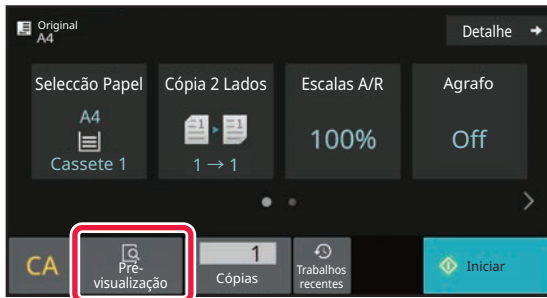 Original
A4
Detalhe
Seleccão Papel
Cópia 2 Lados
Escalas A/R
Agrafo
A4
Cassete 1
1 → 1
100%
Off
CA
Pré-
visualização
1
Cópias
Trabalhos
recentes
Iniciar